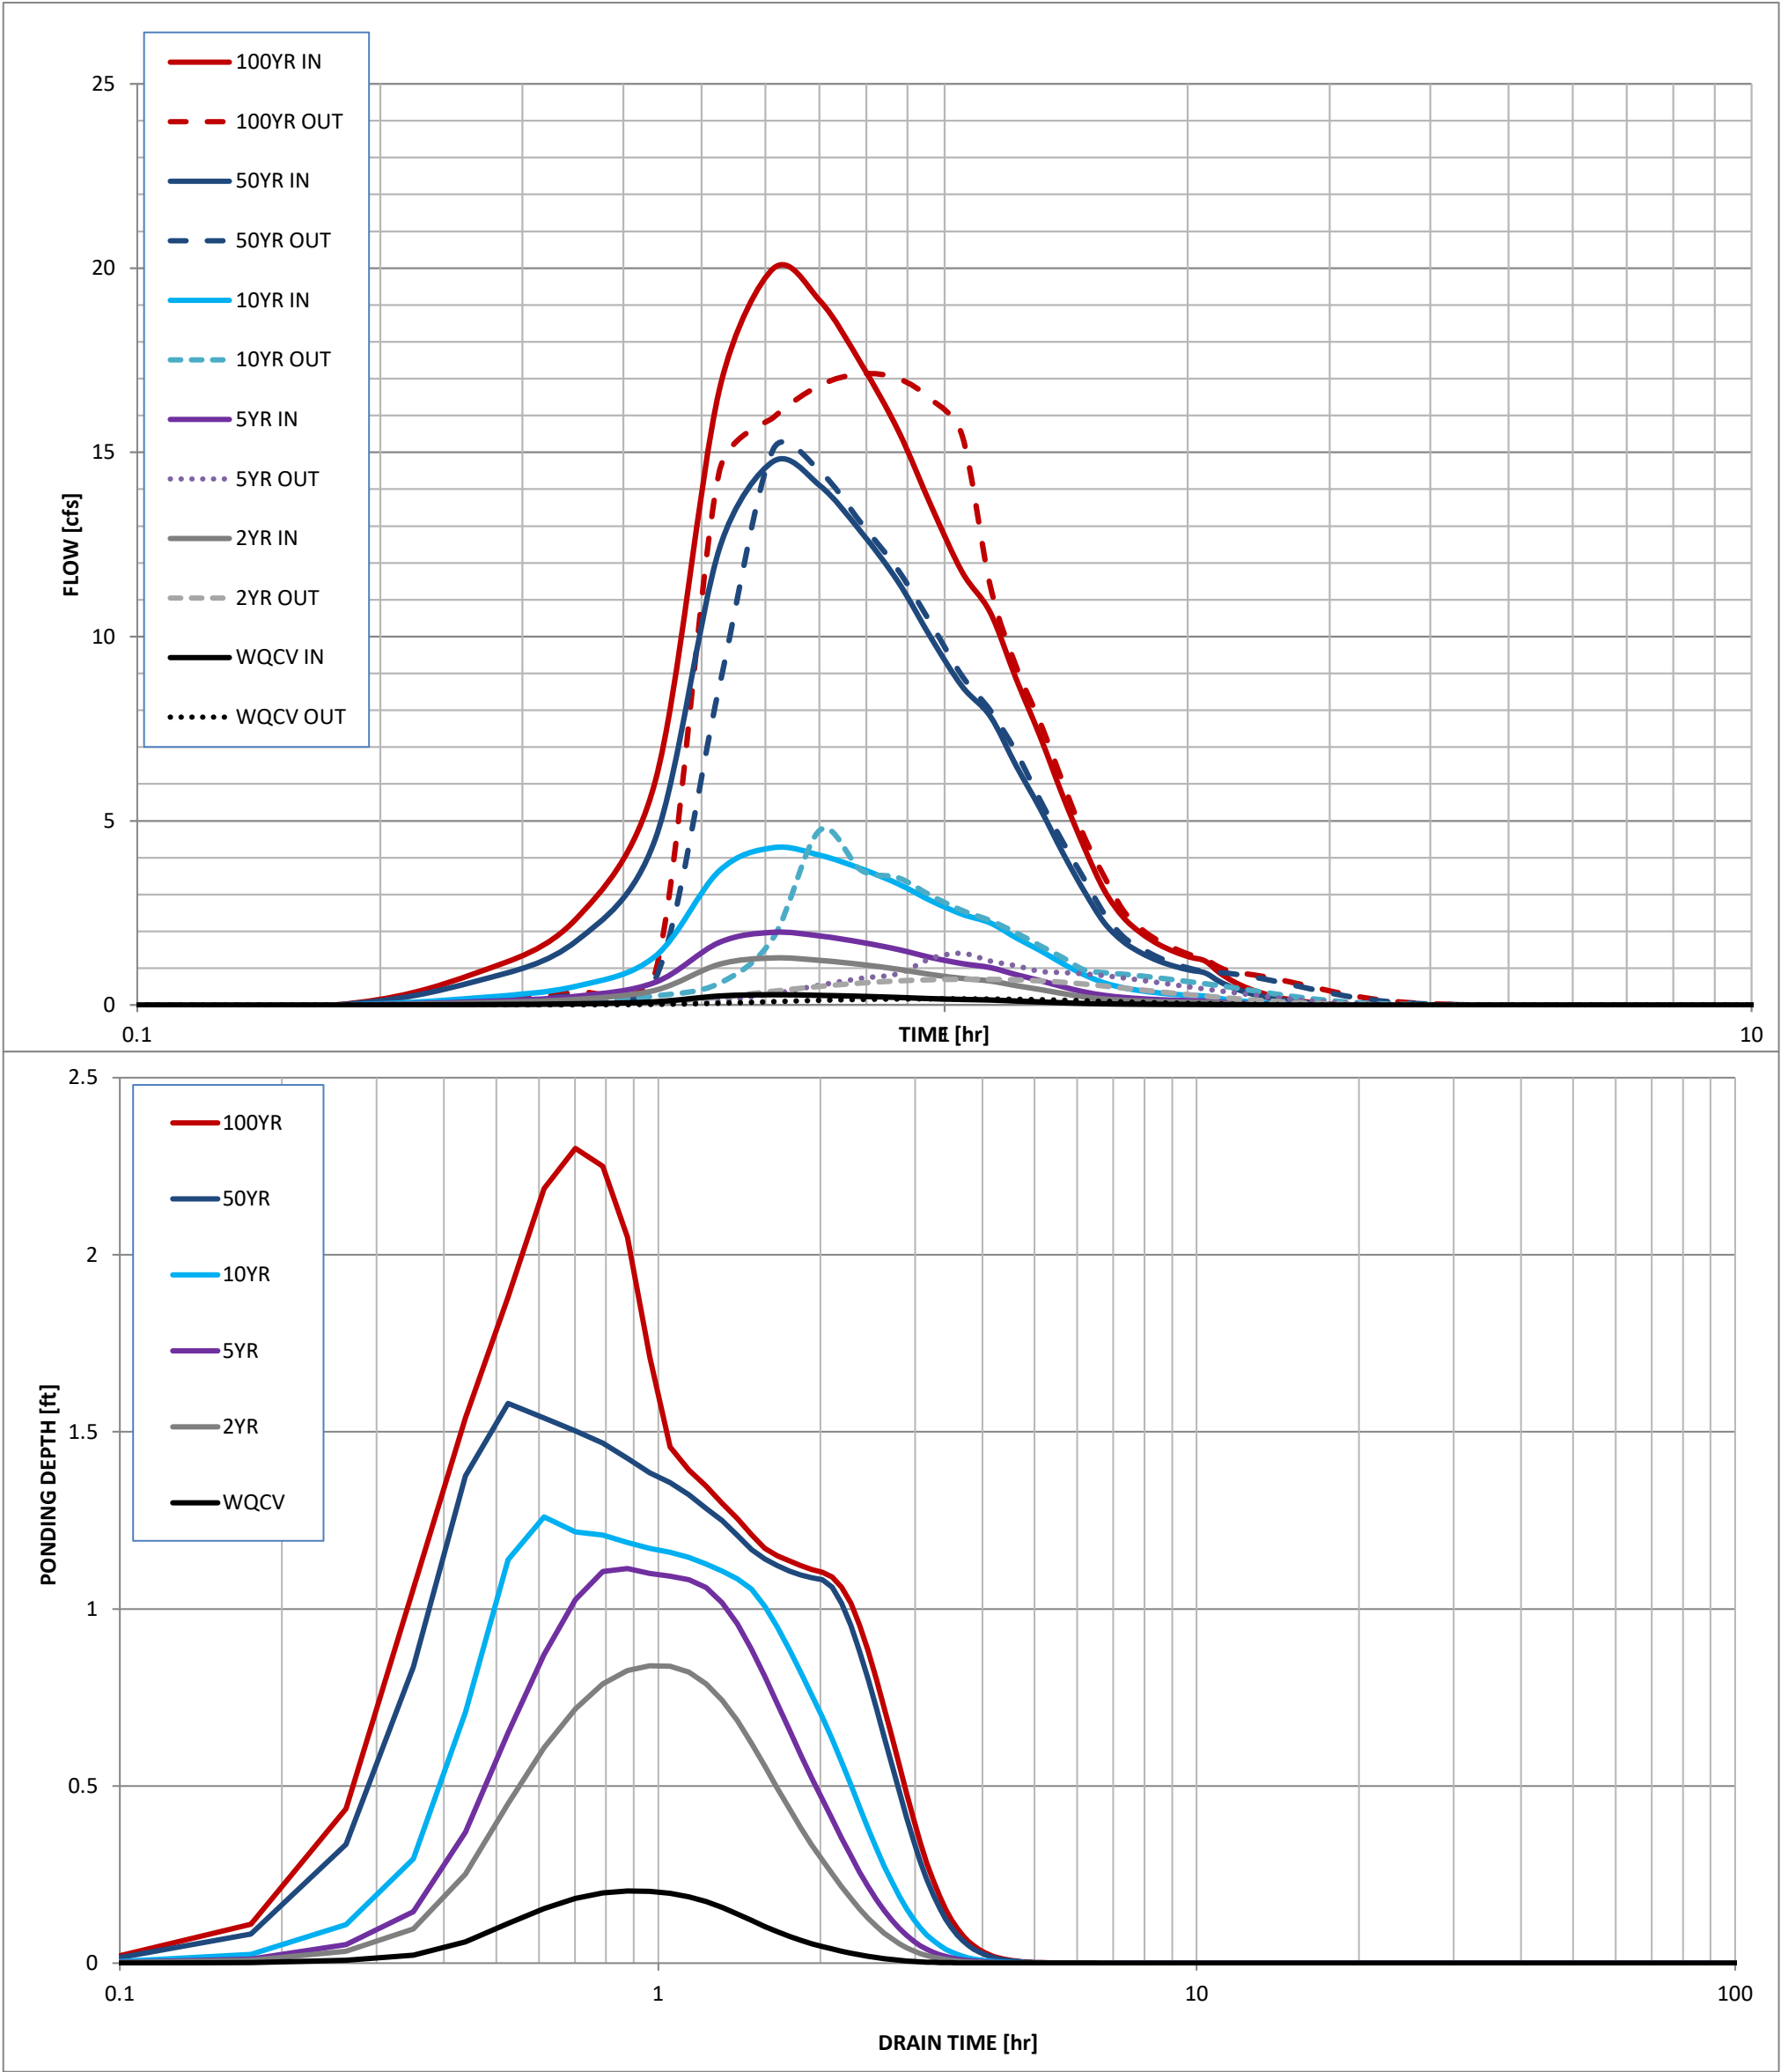 100YR IN
100YR OUT
50YR IN
50YR OUT
10YR IN
10YR OUT
5YR IN
5YR OUT
2YR IN
2YR OUT
WQCV IN
WQCV OUT
25
20
15
10
5
0
FLOW [cfs]
0.1
1
10
TIME [hr]
2.5
2
1.5
1
0.5
0
PONDING DEPTH [ft]
100YR
50YR
10YR
5YR
2YR
WQCV
0.1
1
10
100
DRAIN TIME [hr]